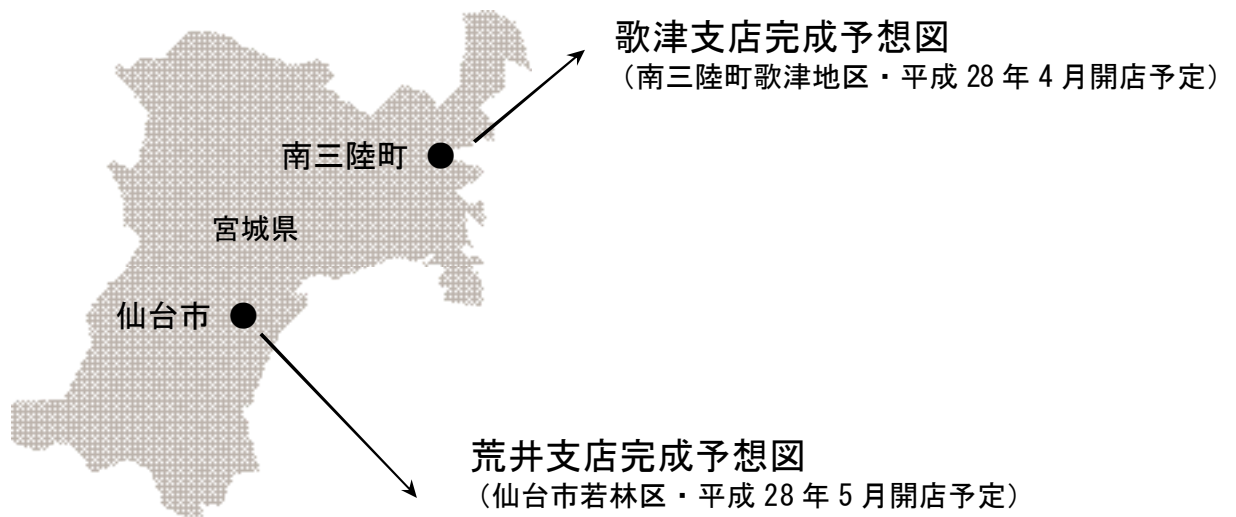 歌津支店完成予想図
（南三陸町歌津地区・平成 28 年 4 月開店予定）
南三陸町
宮城県
仙台市
荒井支店完成予想図
（仙台市若林区・平成 28 年 5 月開店予定）